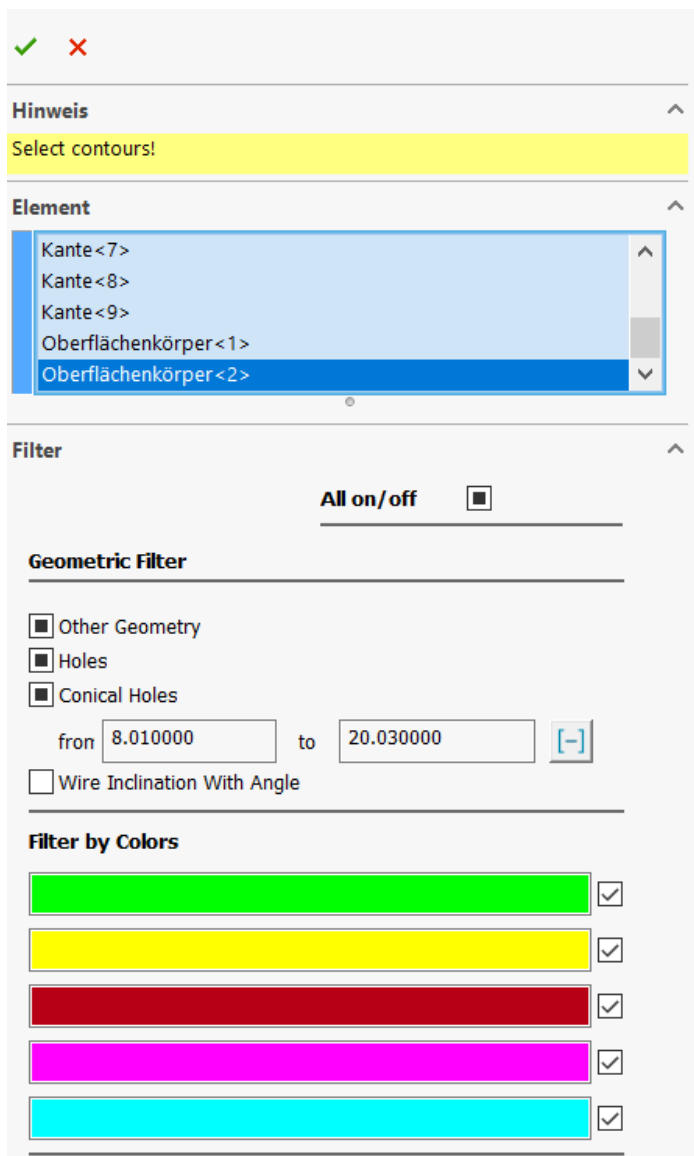 Hinweis
Select contours!
Element
Kante<7>
Kante<8>
Kante<9>
Oberflächenkörper<1>
Oberflächenkörper<2>
Filter
All on/off
Geometric Filter
Other Geometry
Holes
Conical Holes
fron 8.010000 to 20.030000 [-]
Wire Inclination With Angle
Filter by Colors